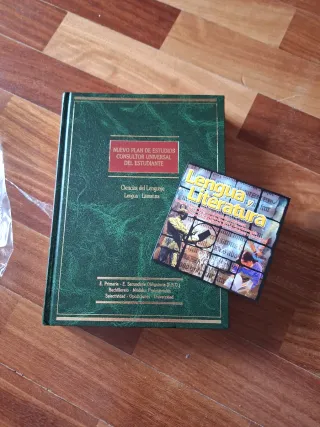 NUEVO PLAN DE ESTUDIOS
CONSULTOR UNIVERSAL
DEL ESTUDIANTE
Ciencias del Lenguaje
Lengua - Literatura
E. Primaria - E. Secundaria Obligatoria (E.S.O.)
Bachillerato - Módulos Profesionales
Selectividad - Oposiciones - Universidad
Lengua y
Literatura